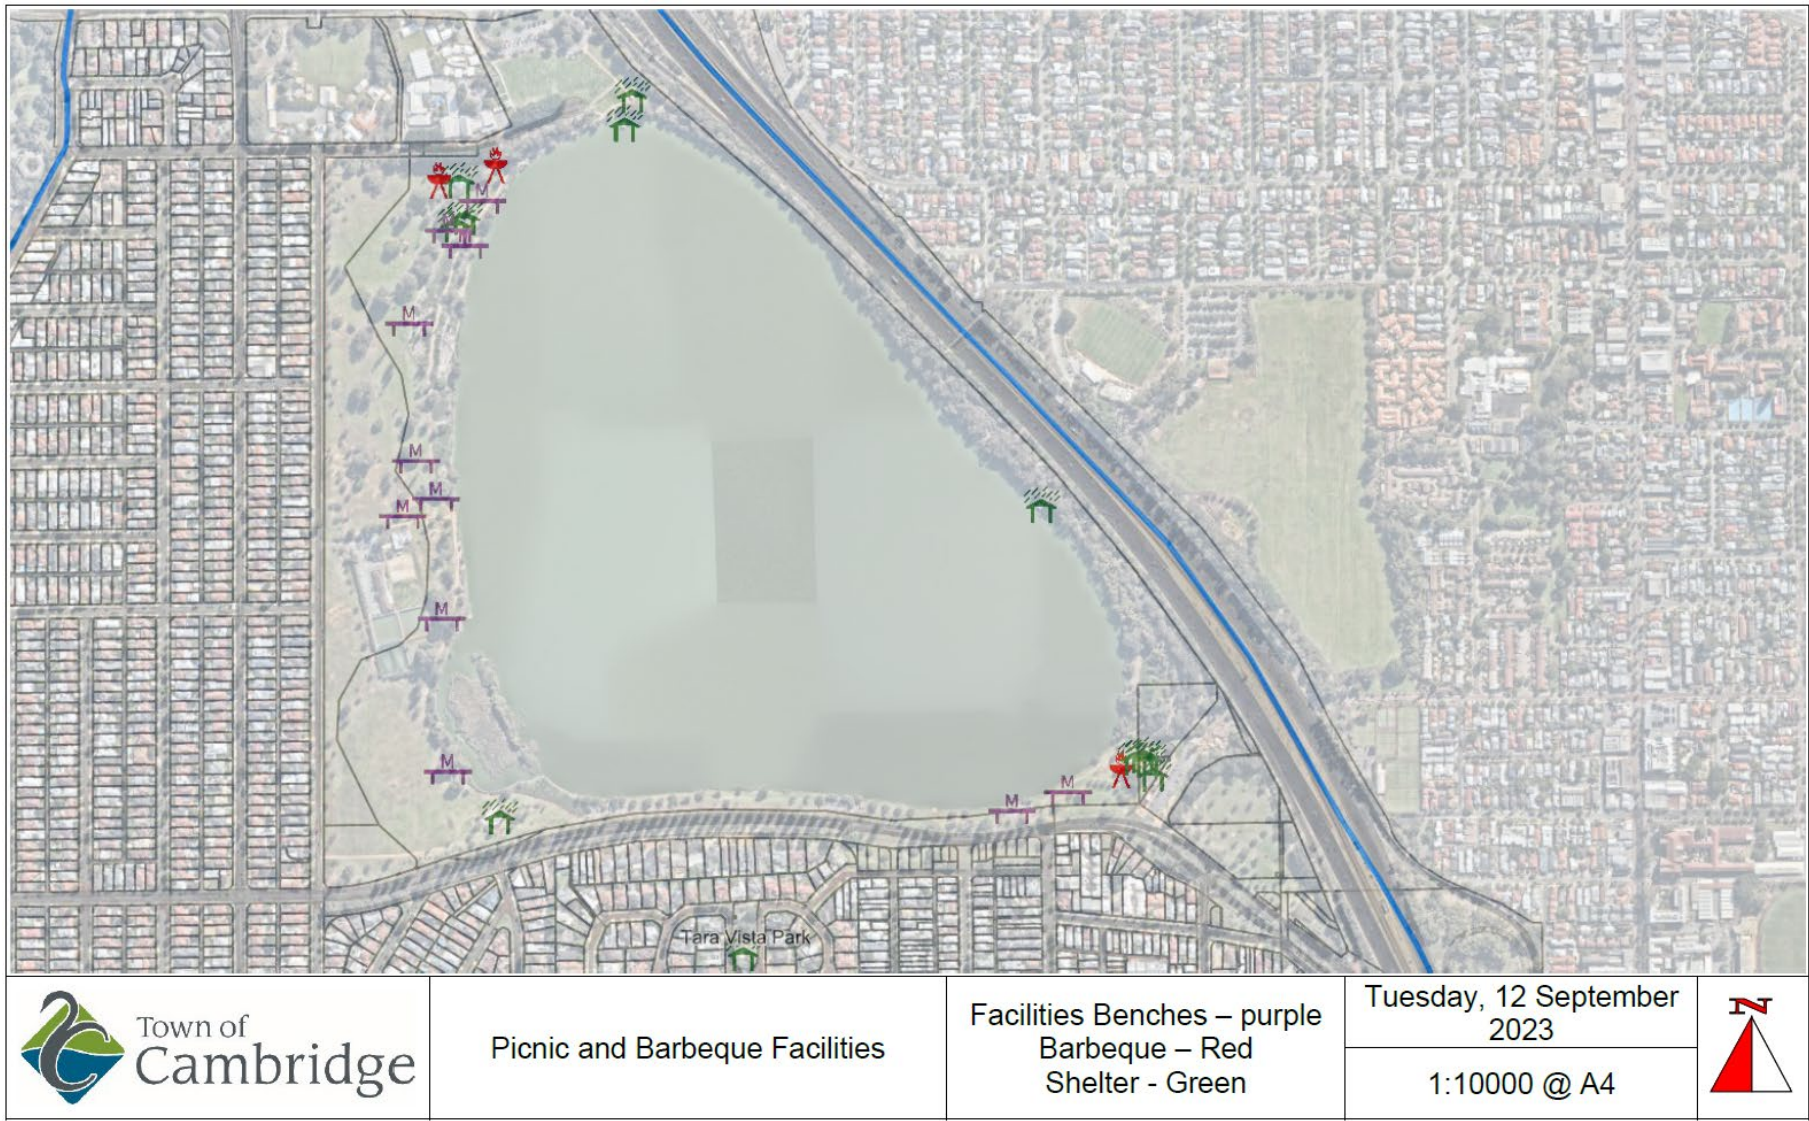 M
M
M
M
M
M
M
M
M
M
Tara Vista Park
Town of
Cambridge
Picnic and Barbeque Facilities
Facilities Benches – purple
Barbeque – Red
Shelter - Green
Tuesday, 12 September
2023
1:10000 @ A4
N